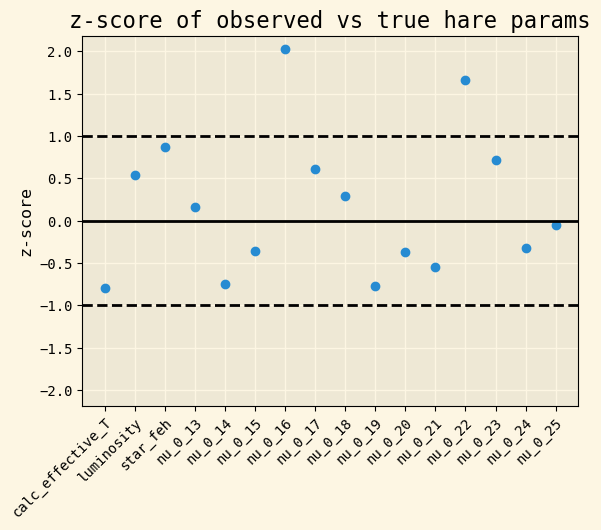 z-score of observed vs true hare params
z-score
2.0
1.5
1.0
0.5
0.0
−0.5
−1.0
−1.5
−2.0
calc_effective_T
luminosity
star_feh
nu_0_13
nu_0_14
nu_0_15
nu_0_16
nu_0_17
nu_0_18
nu_0_19
nu_0_20
nu_0_21
nu_0_22
nu_0_23
nu_0_24
nu_0_25